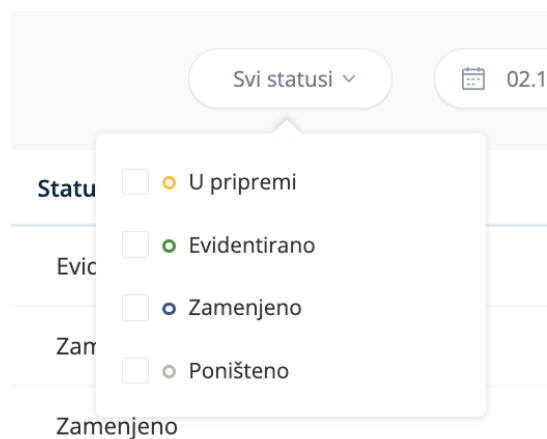 Svi statusi
02.1
Statu
U pripremi
Evid
Evidentirano
Zamenjeno
Zam
Poništeno
Zamenjeno